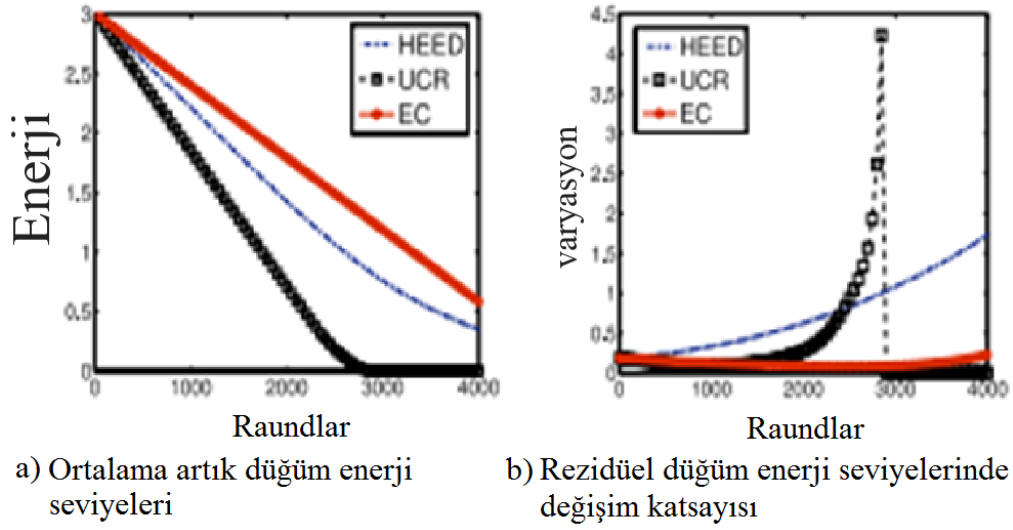 3
2.5
2
1.5
1
0.5
0
0 1000 2000 3000 4000
Enerji
HEED
UCR
EC
Raundlar
a) Ortalama artık düğüm enerji
seviyeleri
4.5
4
3.5
3
2.5
2
1.5
1
0.5
0
0 1000 2000 3000 4000
varyasyon
HEED
UCR
EC
Raundlar
b) Rezidüel düğüm enerji seviyelerinde
değişim katsayısı